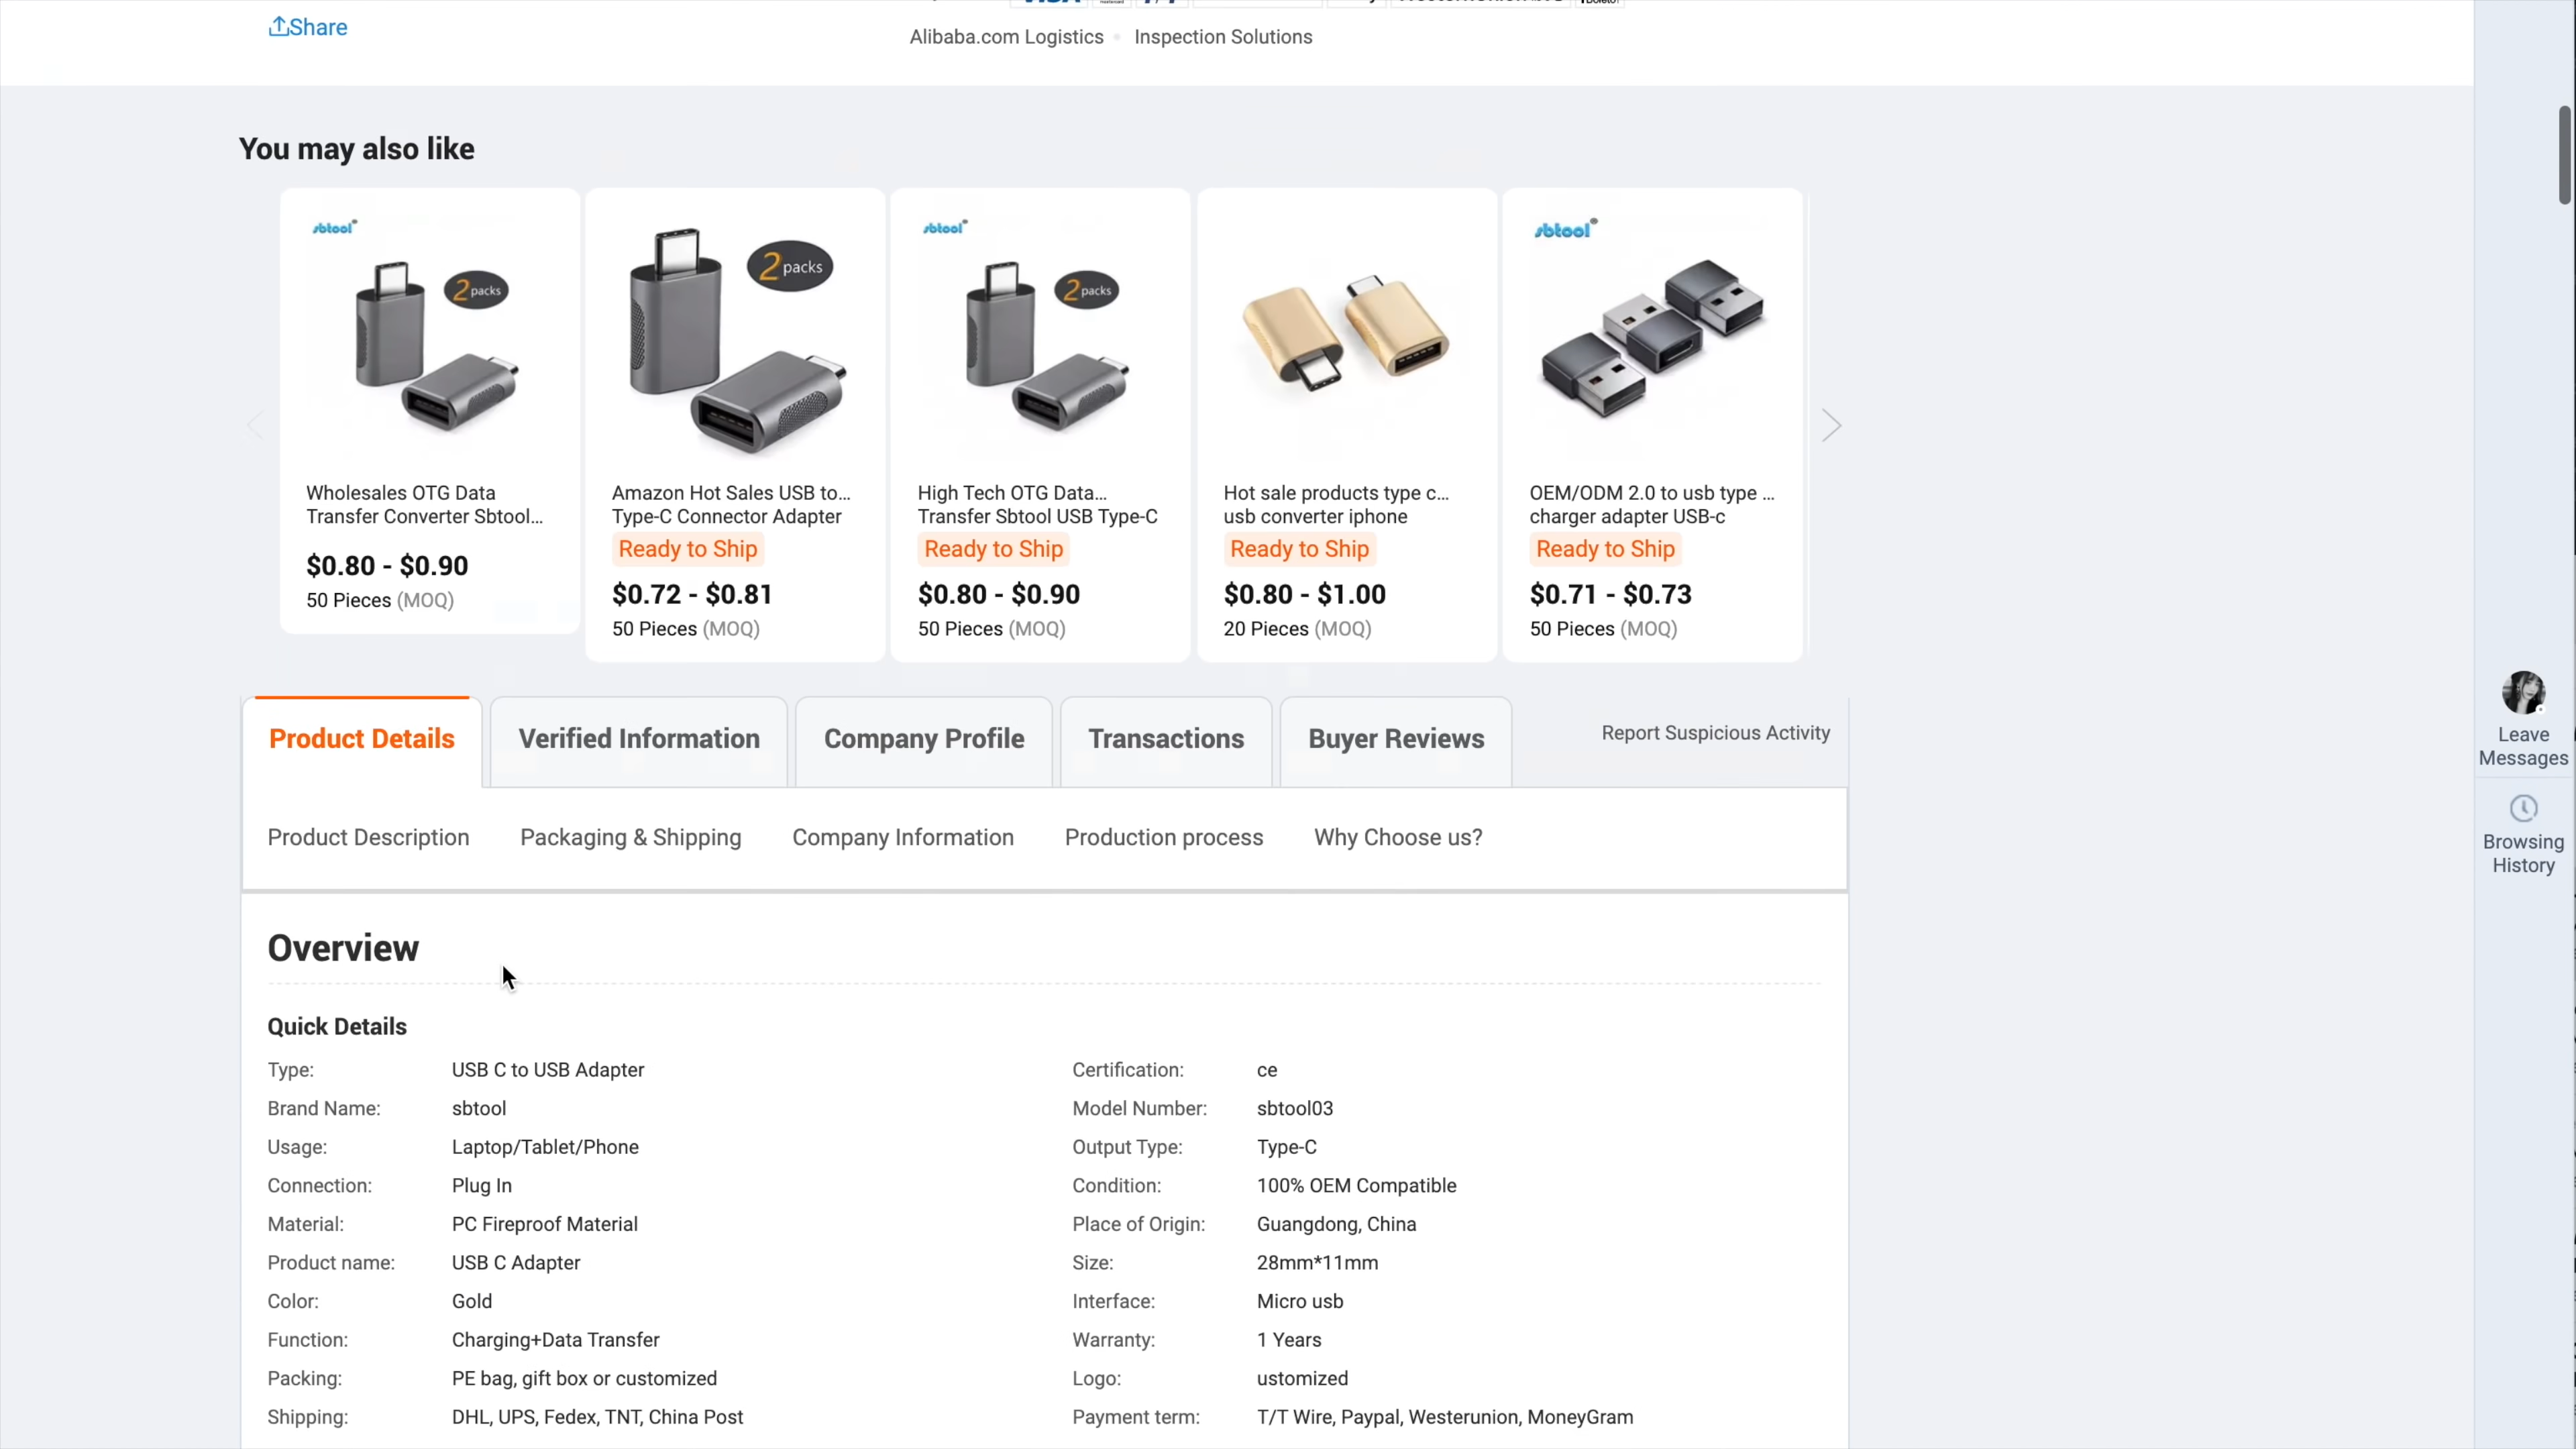 Share
Alibaba.com Logistics
Inspection Solutions
You may also like
sbtool
2 packs
Wholesales OTG Data
Transfer Converter Sbtool...
$0.80 - $0.90
50 Pieces (MOQ)
2 packs
Amazon Hot Sales USB to...
Type-C Connector Adapter
Ready to Ship
$0.72 - $0.81
50 Pieces (MOQ)
sbtool
2 packs
High Tech OTG Data...
Transfer Sbtool USB Type-C
Ready to Ship
$0.80 - $0.90
50 Pieces (MOQ)
Hot sale products type c...
usb converter iphone
Ready to Ship
$0.80 - $1.00
20 Pieces (MOQ)
sbtool
OEM/ODM 2.0 to usb type ...
charger adapter USB-c
Ready to Ship
$0.71 - $0.73
50 Pieces (MOQ)
Product Details
Verified Information
Company Profile
Transactions
Buyer Reviews
Report Suspicious Activity
Product Description
Packaging & Shipping
Company Information
Production process
Why Choose us?
Overview
Quick Details
Type: USB C to USB Adapter
Certification: ce
Brand Name: sbtool
Model Number: sbtool03
Usage: Laptop/Tablet/Phone
Output Type: Type-C
Connection: Plug In
Condition: 100% OEM Compatible
Material: PC Fireproof Material
Place of Origin: Guangdong, China
Product name: USB C Adapter
Size: 28mm*11mm
Color: Gold
Interface: Micro usb
Function: Charging+Data Transfer
Warranty: 1 Years
Packing: PE bag, gift box or customized
Logo: ustomized
Shipping: DHL, UPS, Fedex, TNT, China Post
Payment term: T/T Wire, Paypal, Westerunion, MoneyGram
Leave
Messages
Browsing
History